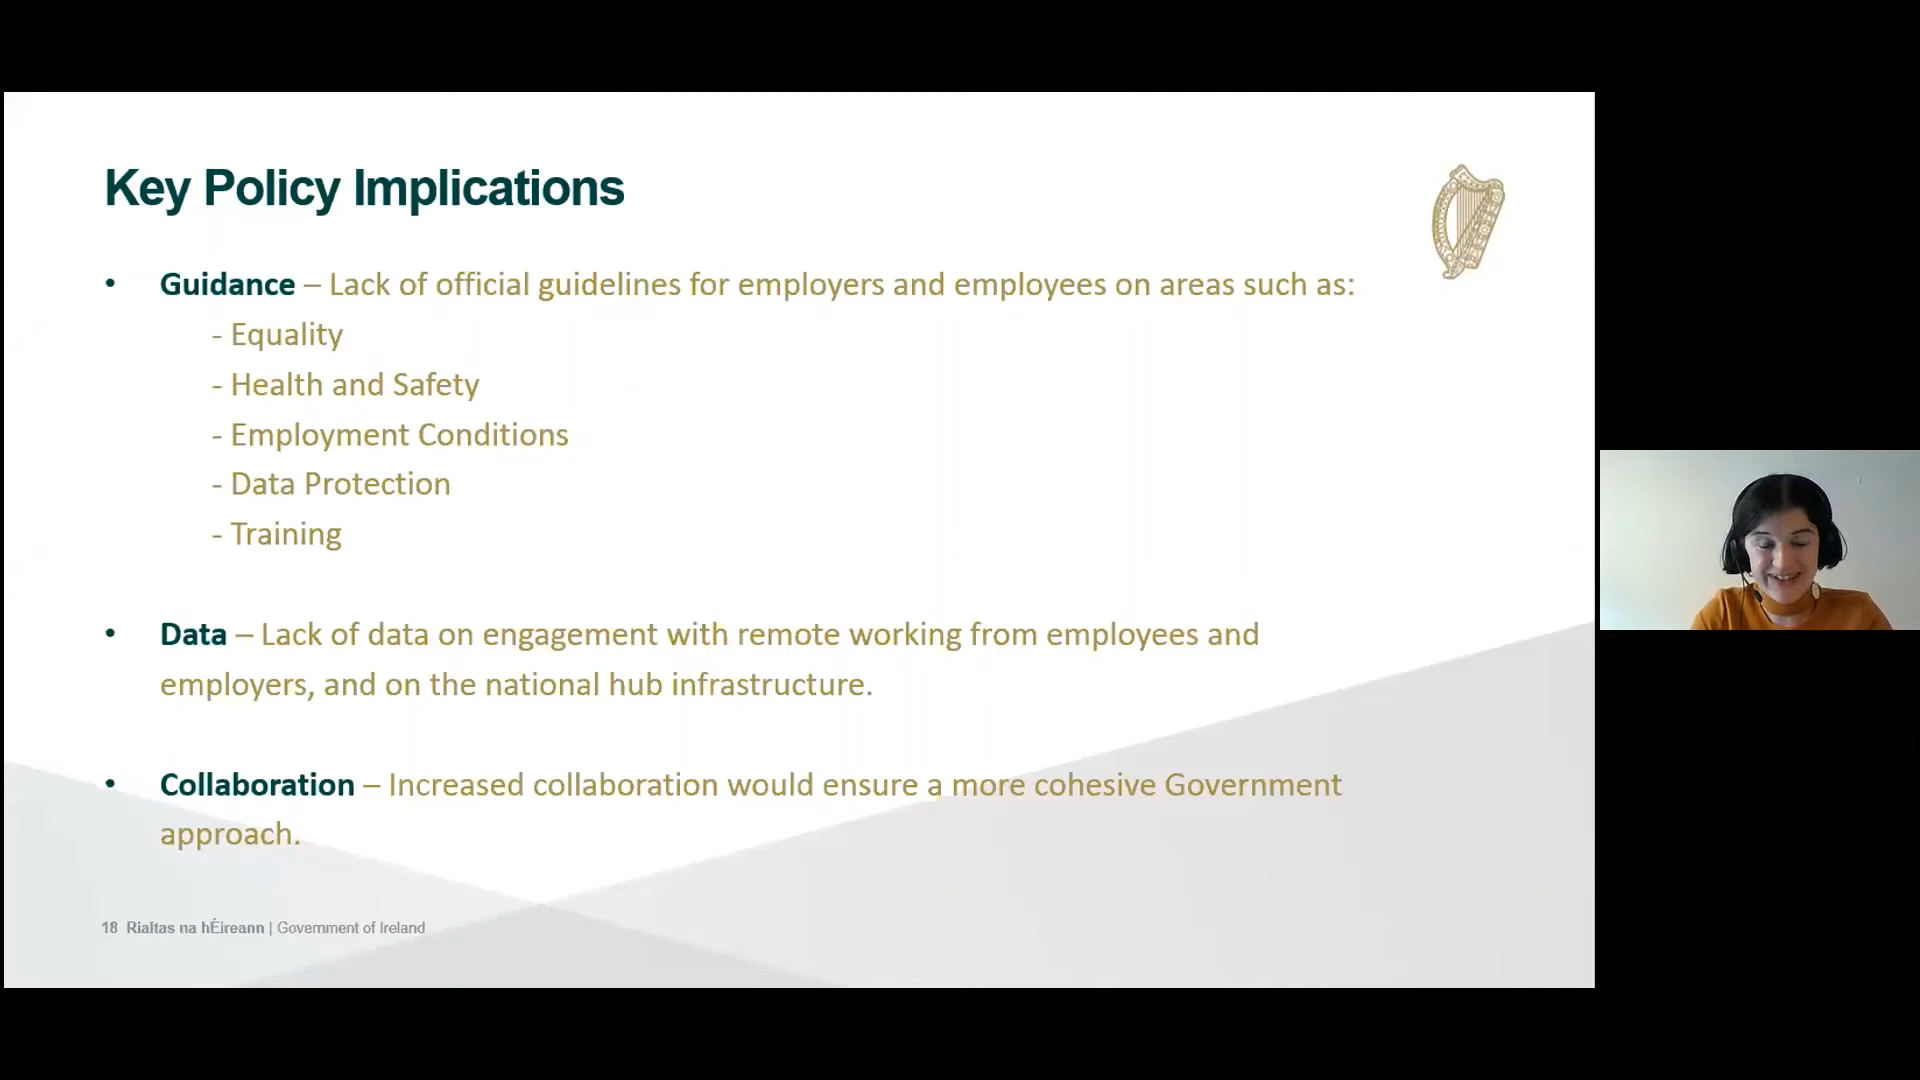 Key Policy Implications
• Guidance – Lack of official guidelines for employers and employees on areas such as:
- Equality
- Health and Safety
- Employment Conditions
- Data Protection
- Training
• Data – Lack of data on engagement with remote working from employees and
employers, and on the national hub infrastructure.
• Collaboration – Increased collaboration would ensure a more cohesive Government
approach.
18 Rialtas na hÉireann | Government of Ireland